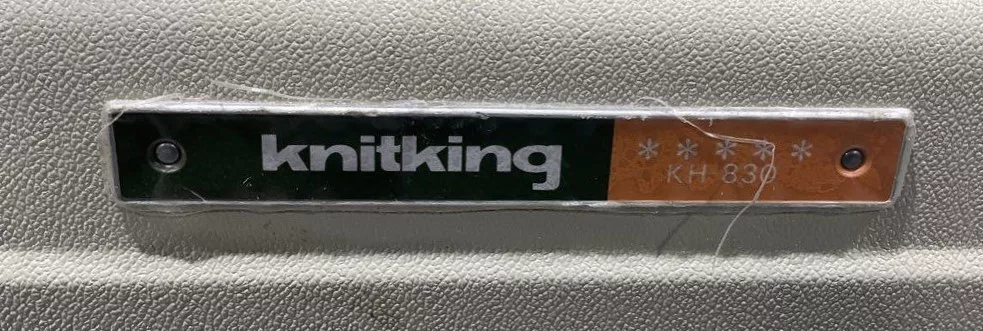 knitking
* * * * *
KH 830